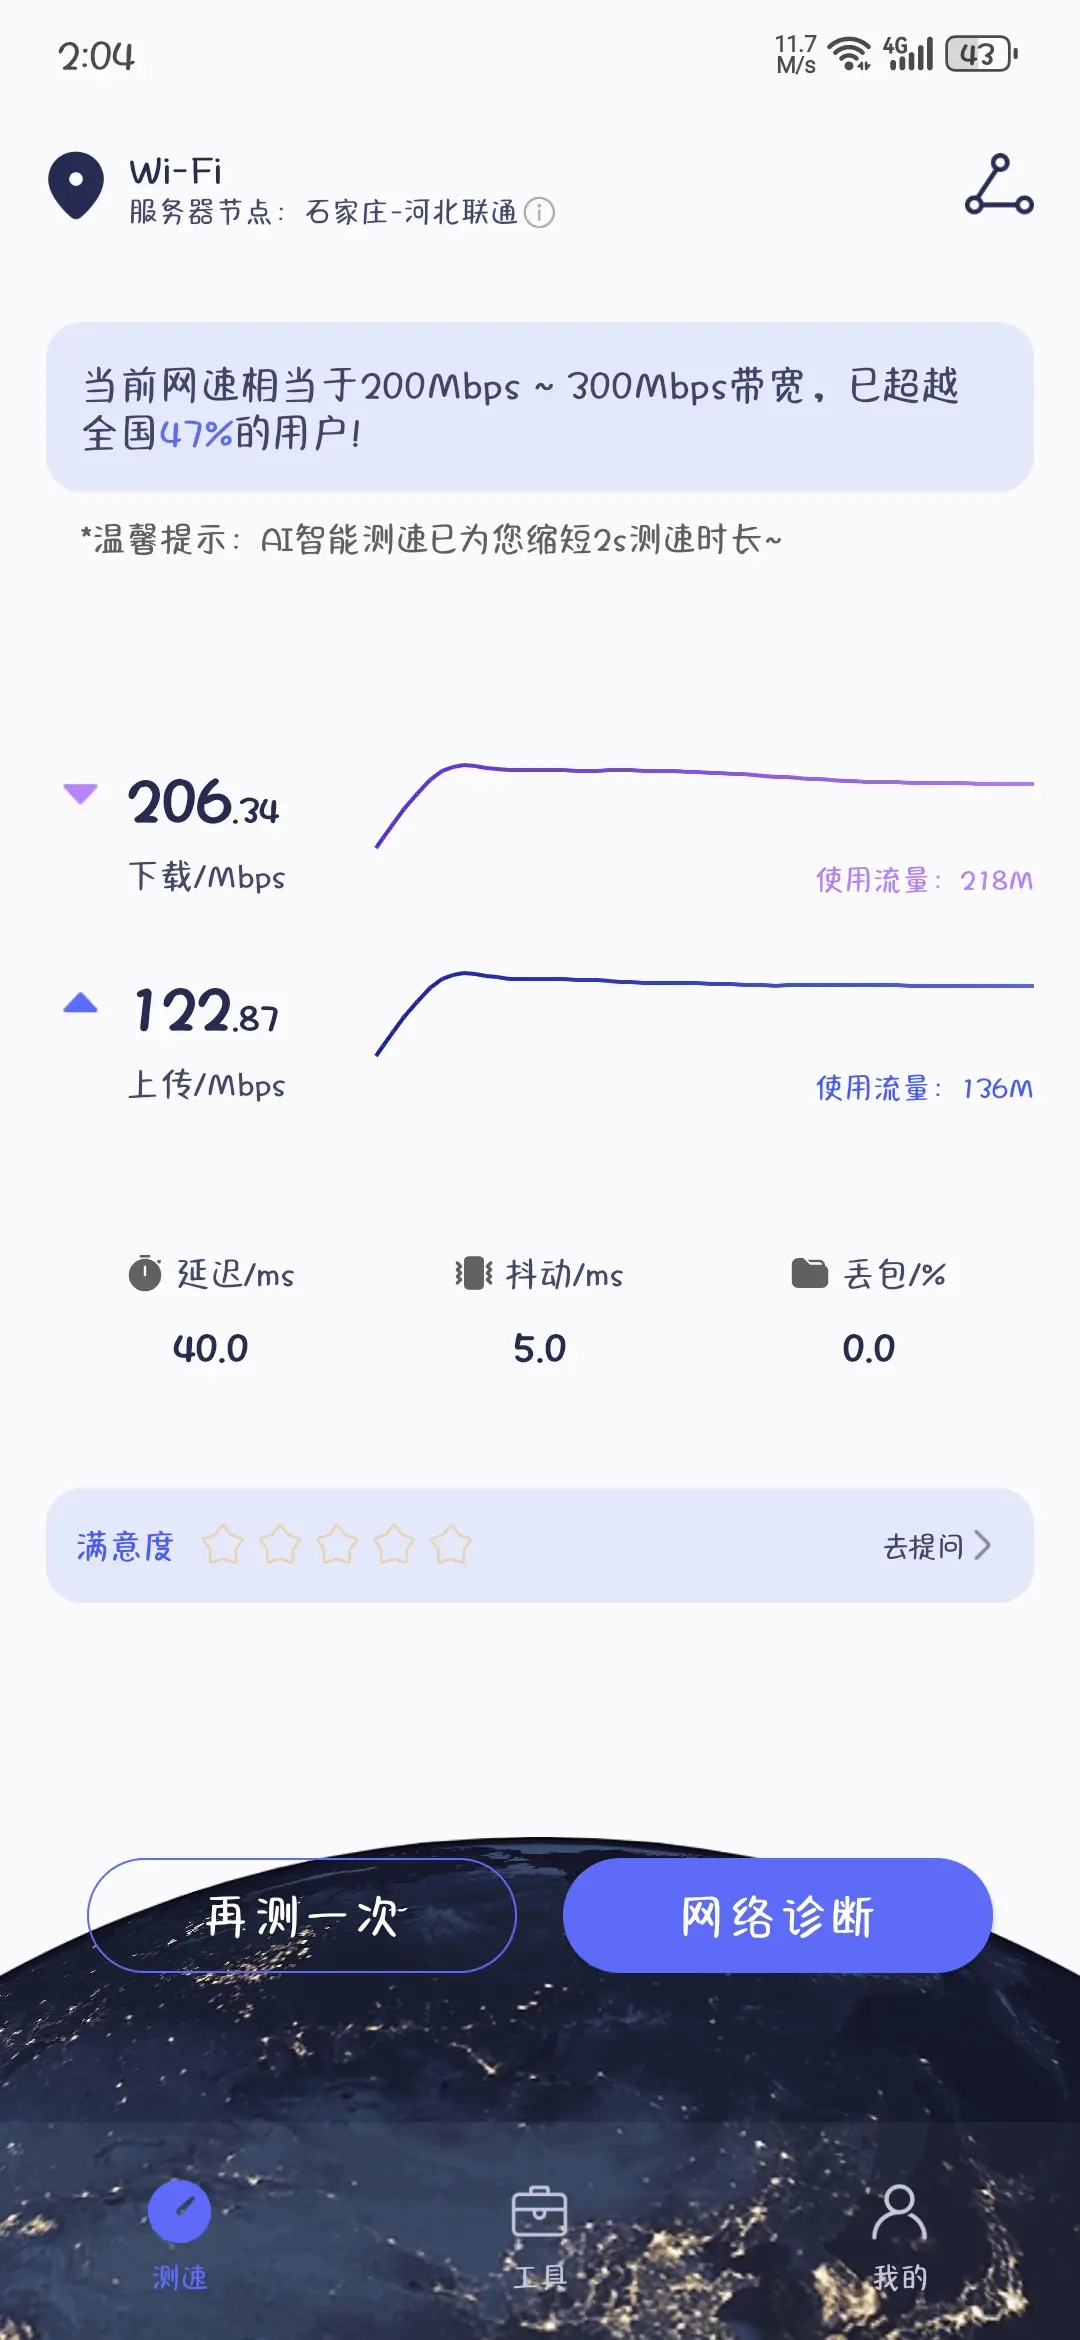 2:04
11.7 M/s
4G
43
Wi-Fi
服务器节点：石家庄-河北联通
当前网速相当于200Mbps ~ 300Mbps带宽，已超越
全国47%的用户!
*温馨提示：AI智能测速已为您缩短2s测速时长~
206.34
下载/Mbps
使用流量：218M
122.87
上传/Mbps
使用流量：136M
延迟/ms
抖动/ms
丢包/%
40.0
5.0
0.0
满意度
去提问
再测一次
网络诊断
测速
工具
我的